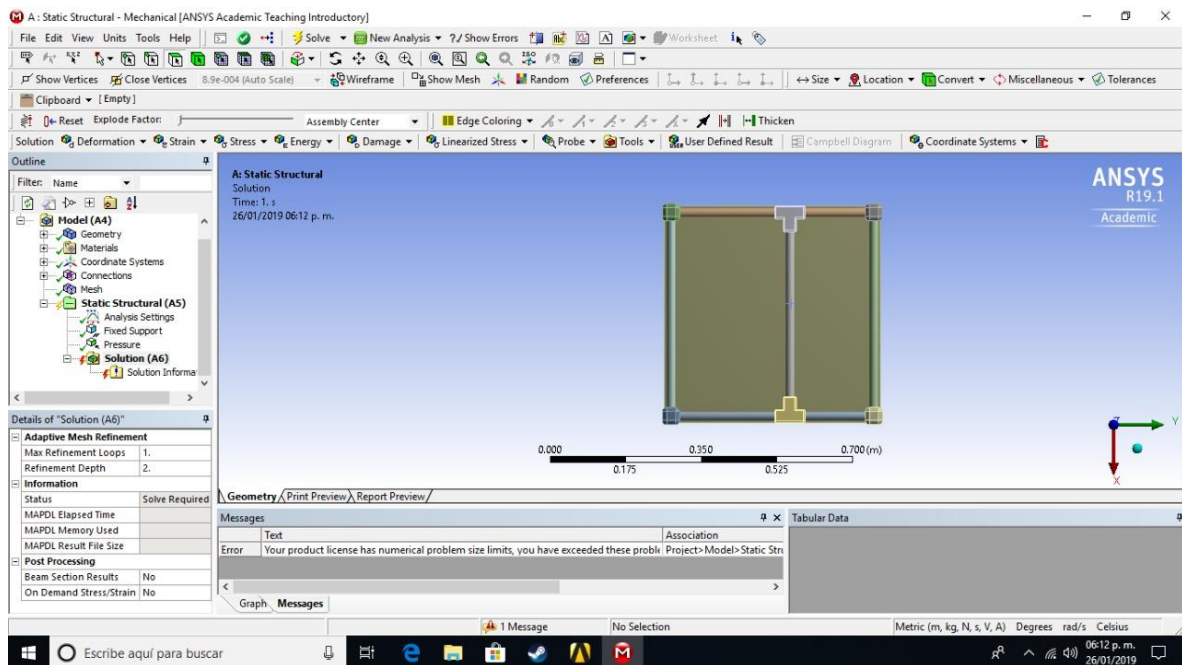 A : Static Structural - Mechanical [ANSYS Academic Teaching Introductory]
File Edit View Units Tools Help Solve New Analysis ?/ Show Errors Worksheet
Show Vertices Close Vertices 8.9e-004 (Auto Scale) Wireframe Show Mesh Random Preferences Size Location Convert Miscellaneous Tolerances
Clipboard [Empty]
Reset Explode Factor: Assembly Center Edge Coloring Thicken
Solution Deformation Strain Stress Energy Damage Linearized Stress Probe Tools User Defined Result Campbell Diagram Coordinate Systems
Outline
Filter: Name
Model (A4)
Geometry
Materials
Coordinate Systems
Connections
Mesh
Static Structural (A5)
Analysis Settings
Fixed Support
Pressure
Solution (A6)
Solution Informa
Details of "Solution (A6)"
Adaptive Mesh Refinement
Max Refinement Loops 1.
Refinement Depth 2.
Information
Status Solve Required
MAPDL Elapsed Time
MAPDL Memory Used
MAPDL Result File Size
Post Processing
Beam Section Results No
On Demand Stress/Strain No
A: Static Structural
Solution
Time: 1. s
26/01/2019 06:12 p. m.
ANSYS
R19.1
Academic
0.000 0.350 0.700 (m)
0.175 0.525
Z Y
X
Geometry Print Preview Report Preview
Messages
Text Association
Error Your product license has numerical problem size limits, you have exceeded these proble Project>Model>Static Stru
Graph Messages
Tabular Data
1 Message No Selection Metric (m, kg, N, s, V, A) Degrees rad/s Celsius
Escribe aquí para buscar
06:12 p. m.
26/01/2019